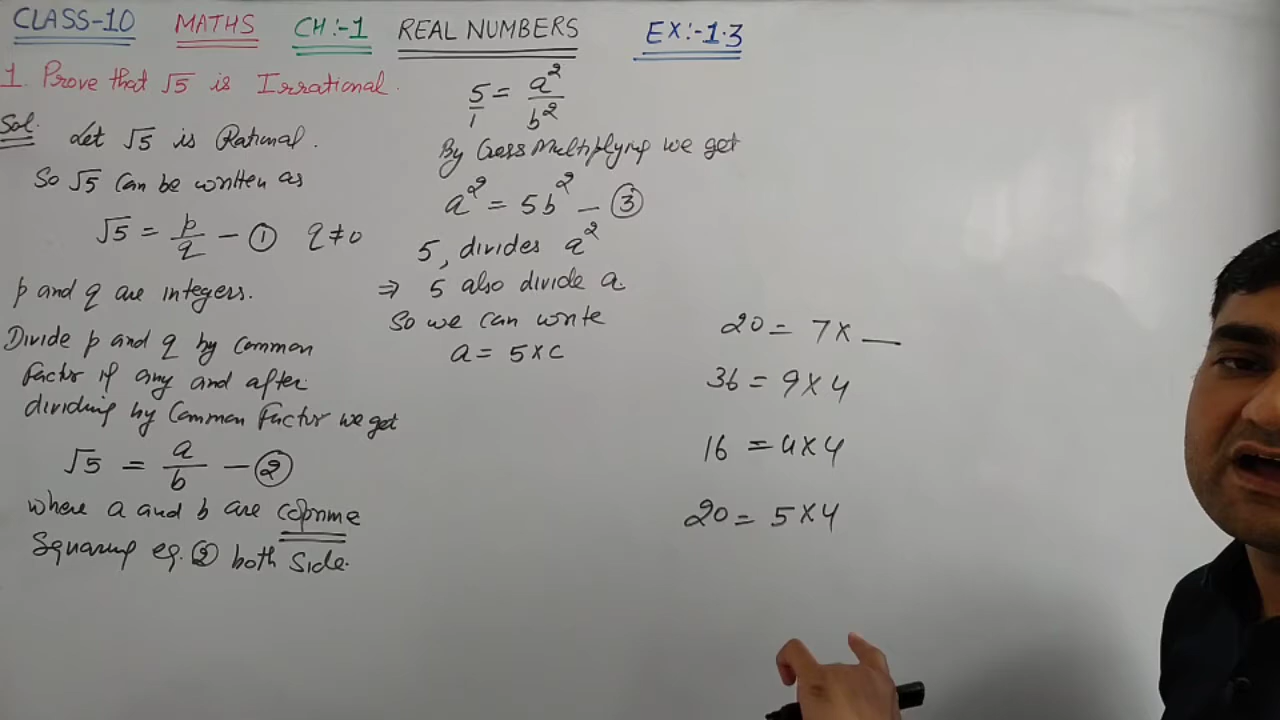 CLASS-10 MATHS CH:-1 REAL NUMBERS EX:-1.3
1. Prove that √5 is Irrational.
Sol. Let √5 is Rational.
So √5 can be written as
√5 = p/q - ① q≠0
p and q are integers.
Divide p and q by common
factor if any and after
dividing by Common Factor we get
√5 = a/b - ②
where a and b are coprime
Squaring eq. ② both side.
5/1 = a²/b²
By Cross Multiplying we get
a² = 5b² - ③
5, divides a²
⇒ 5 also divide a.
So we can write
a = 5×c
20 = 7× __
36 = 9×4
16 = 4×4
20 = 5×4